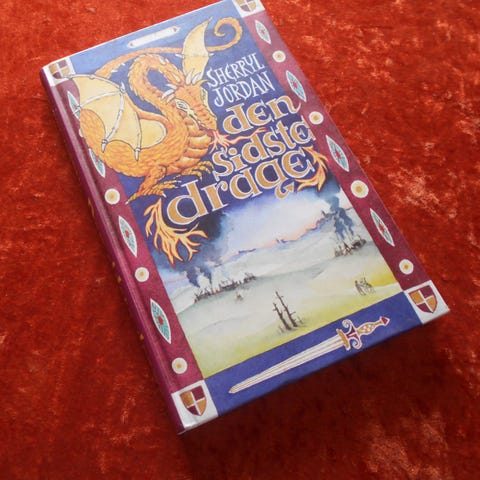 SHERRYL
JORDAN
den
sidste
drage